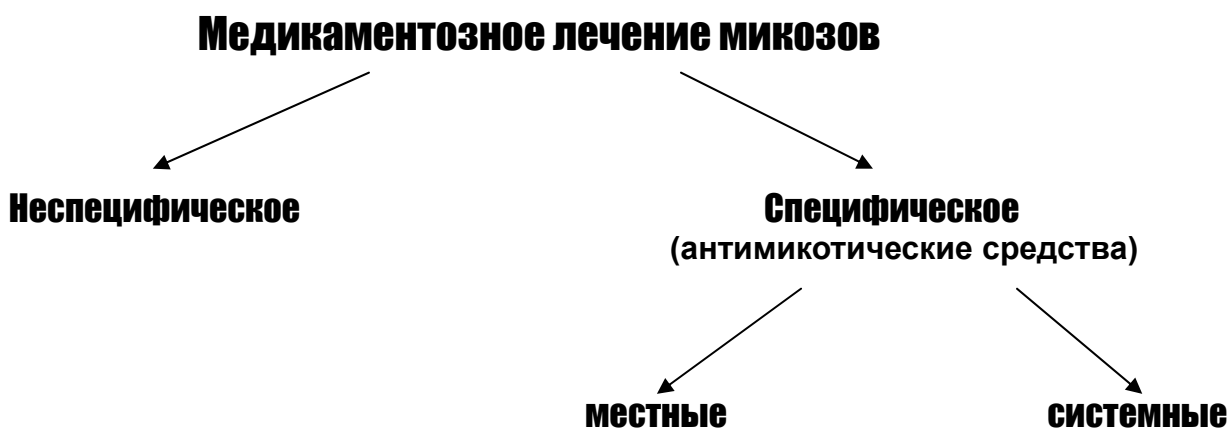 Медикаментозное лечение микозов
Неспецифическое
Специфическое
(антимикотические средства)
местные
системные